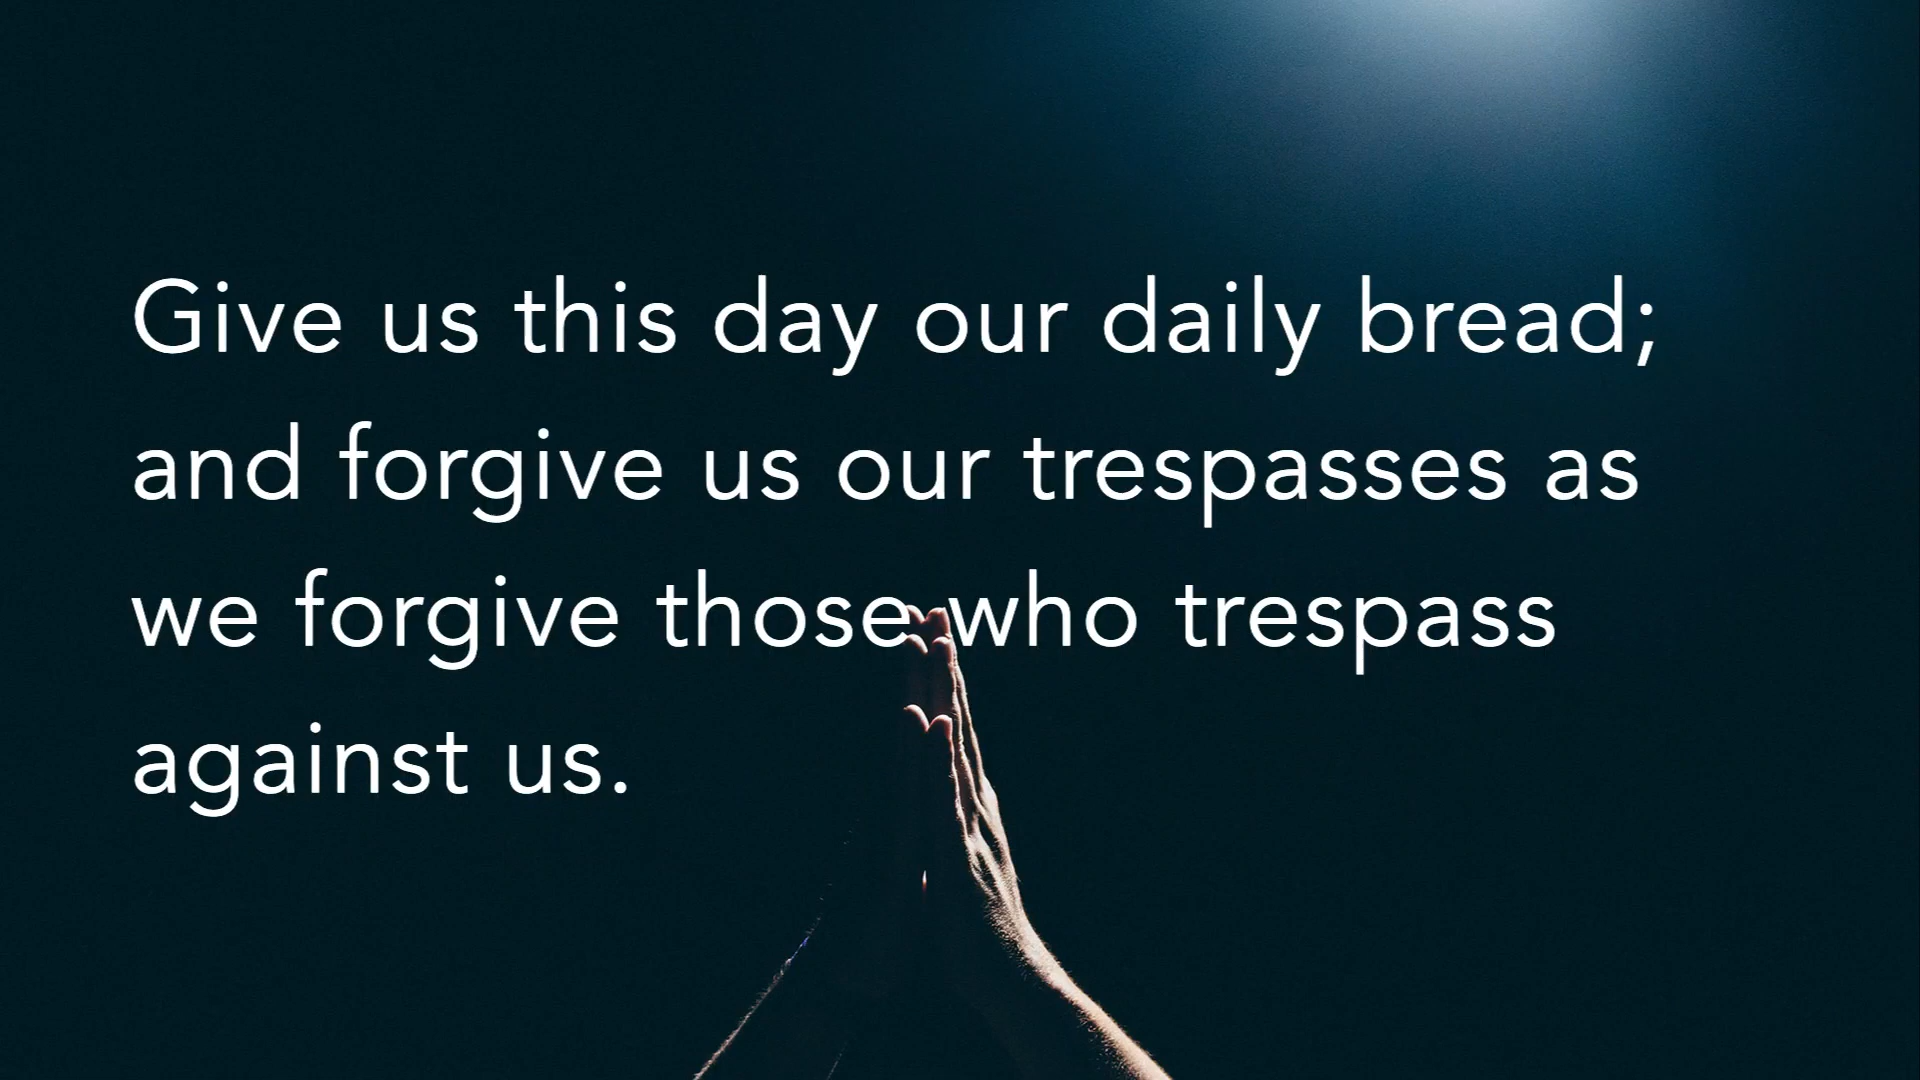 Give us this day our daily bread;
and forgive us our trespasses as
we forgive those who trespass
against us.